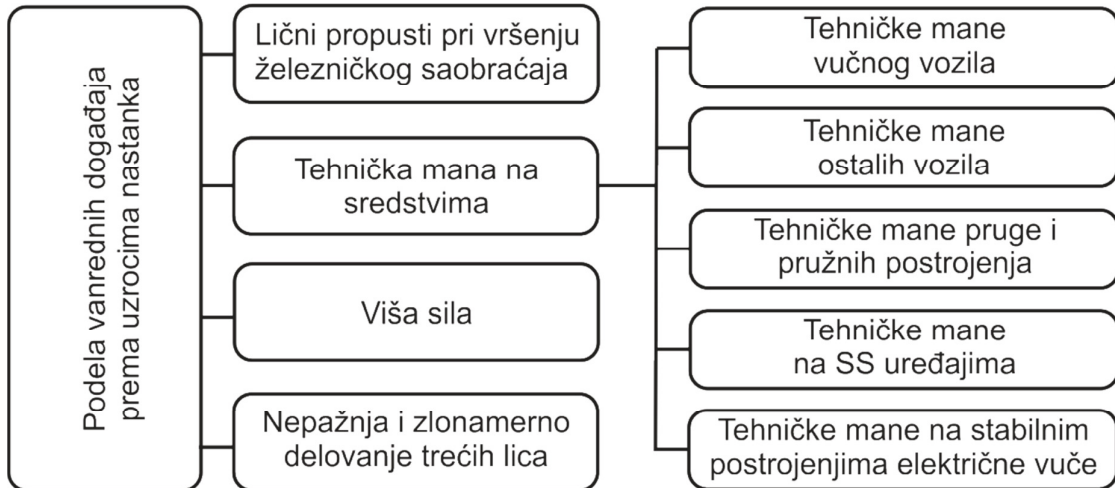 Podela vanrednih događaja
prema uzrocima nastanka
Lični propusti pri vršenju
železničkog saobraćaja
Tehnička mana na
sredstvima
Viša sila
Nepažnja i zlonamerno
delovanje trećih lica
Tehničke mane
vučnog vozila
Tehničke mane
ostalih vozila
Tehničke mane pruge i
pružnih postrojenja
Tehničke mane
na SS uređajima
Tehničke mane na stabilnim
postrojenjima električne vuče